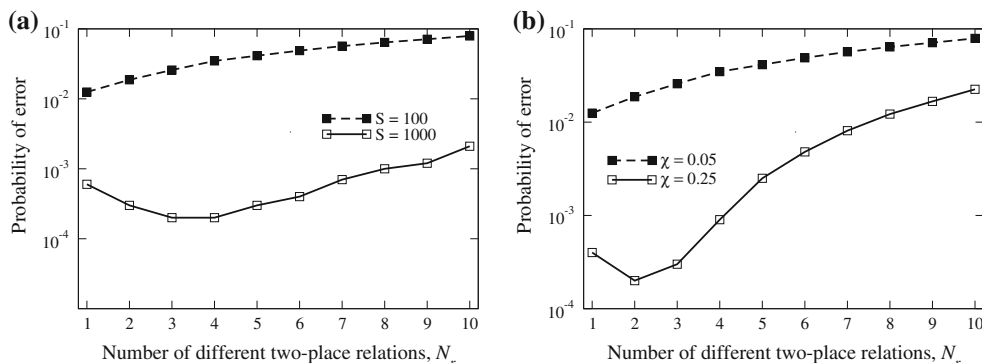 (a)
Probability of error
10^-1
10^-2
10^-3
10^-4
S = 100
S = 1000
1 2 3 4 5 6 7 8 9 10
Number of different two-place relations, N_r
(b)
Probability of error
10^-1
10^-2
10^-3
10^-4
χ = 0.05
χ = 0.25
1 2 3 4 5 6 7 8 9 10
Number of different two-place relations, N_r